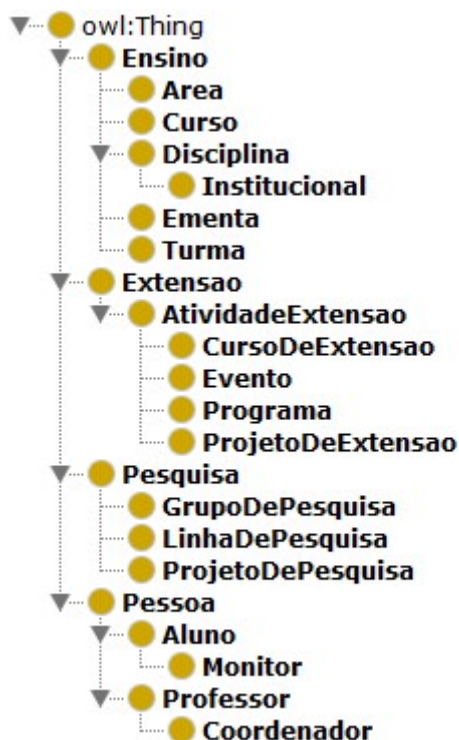 owl:Thing
Ensino
Area
Curso
Disciplina
Institucional
Ementa
Turma
Extensao
AtividadeExtensao
CursoDeExtensao
Evento
Programa
ProjetoDeExtensao
Pesquisa
GrupoDePesquisa
LinhaDePesquisa
ProjetoDePesquisa
Pessoa
Aluno
Monitor
Professor
Coordenador